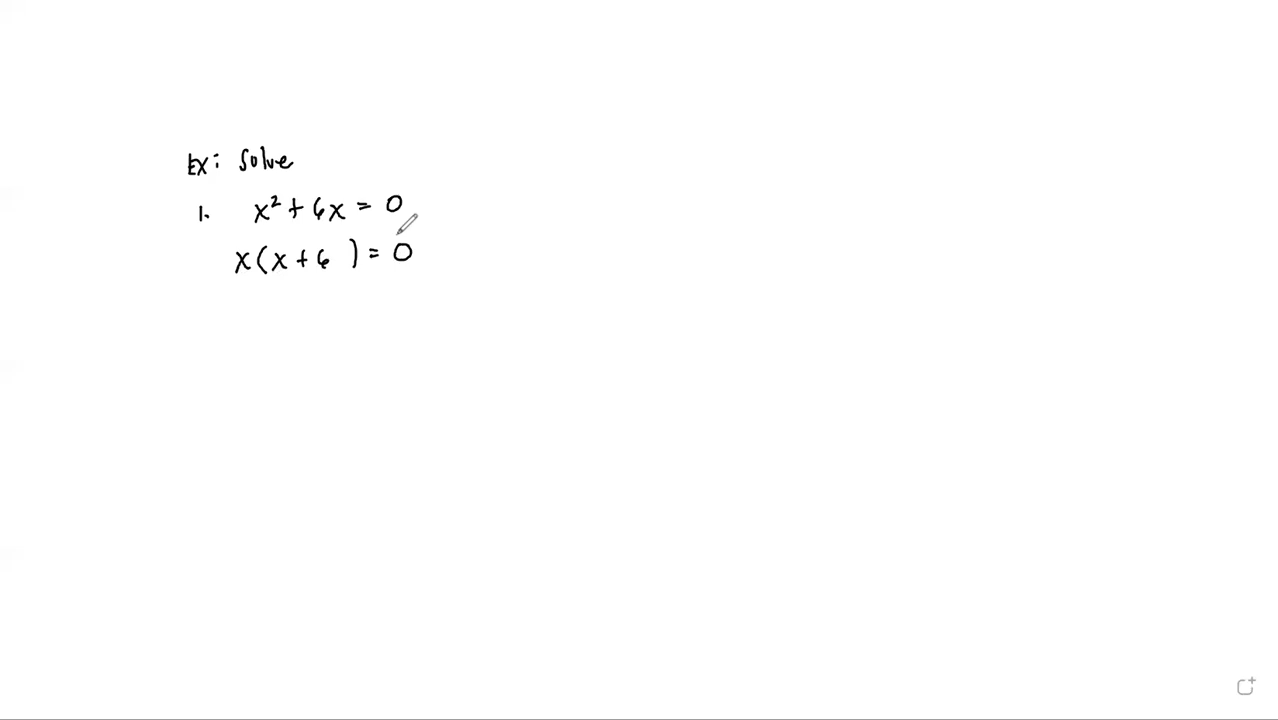 Ex: Solve
1. x² + 6x = 0
x(x+6 ) = 0